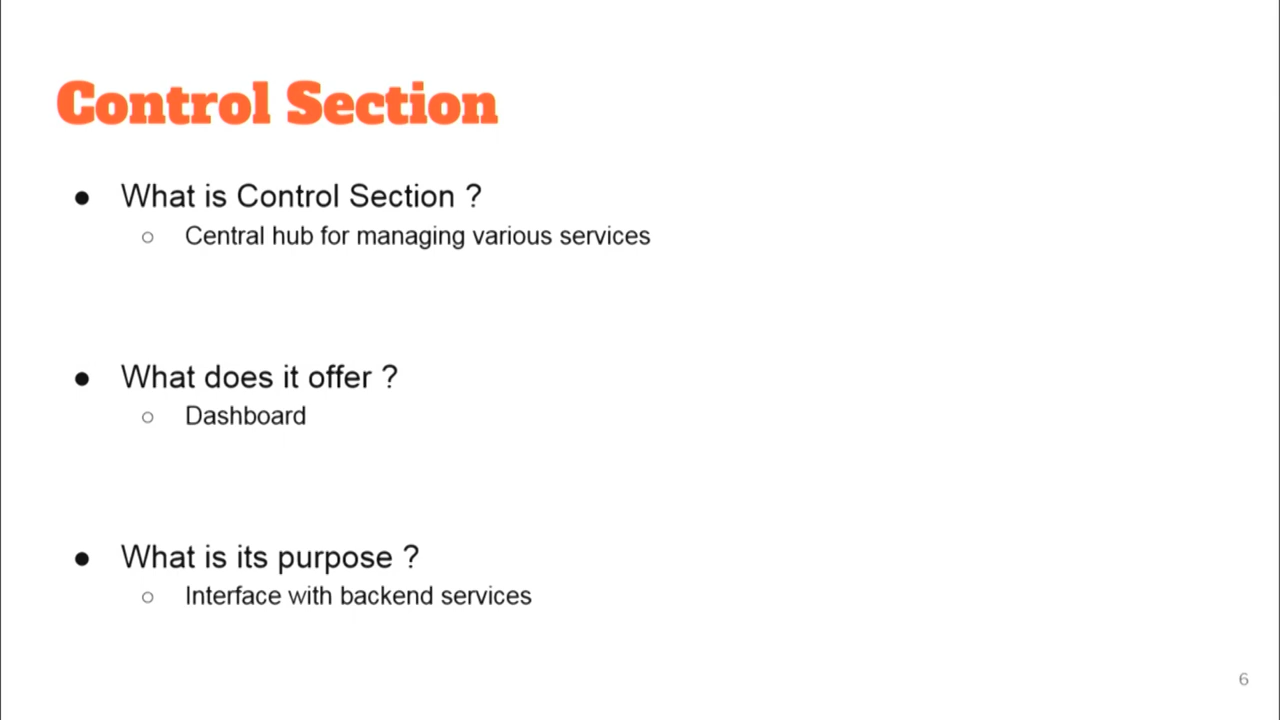 Control Section
● What is Control Section ?
○ Central hub for managing various services
● What does it offer ?
○ Dashboard
● What is its purpose ?
○ Interface with backend services
6